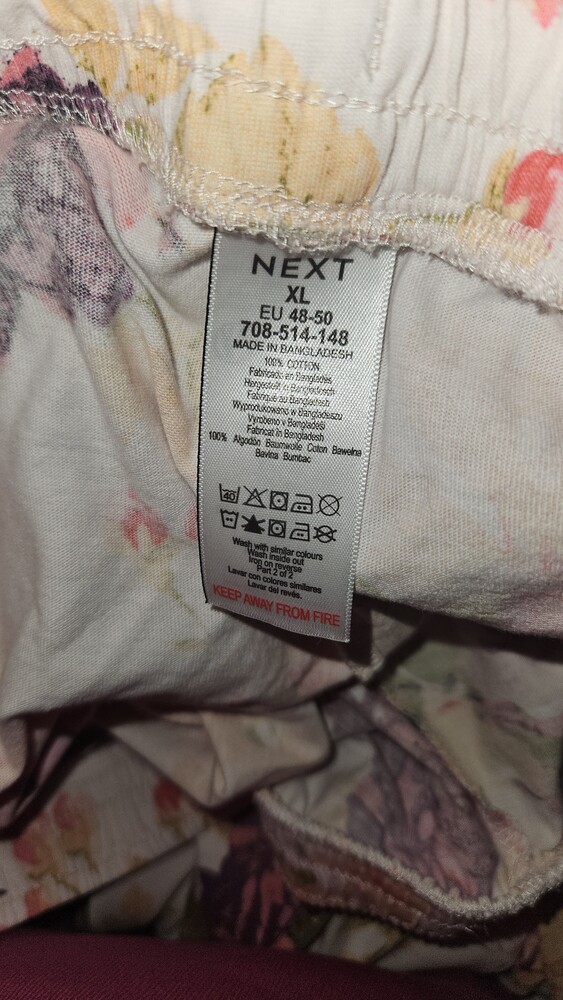 NEXT
XL
EU 48-50
708-514-148
MADE IN BANGLADESH
100% COTTON
Fabricado en Bangladés
Hergestellt in Bangladesch
Fabriqué au Bangladesh
Wyprodukowano w Bangladeszu
Vyrobeno v Bangladéši
Fabricat în Bangladesh
100% Algodón Baumwolle Coton Bawełna
Bavlna Bumbac
40
Wash with similar colours
Wash inside out
Iron on reverse
Part 2 of 2
Lavar con colores similares
Lavar del revés.
KEEP AWAY FROM FIRE